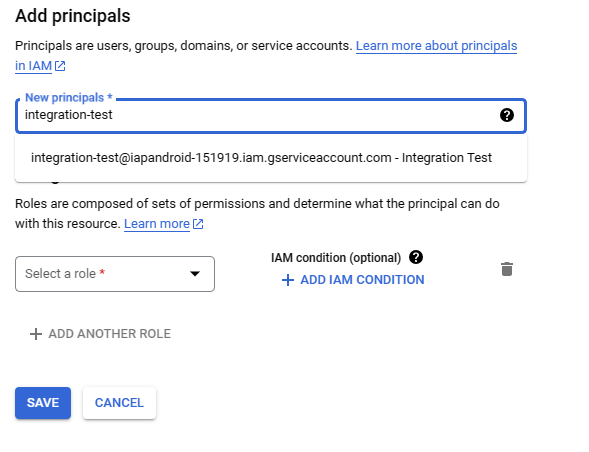 Add principals
Principals are users, groups, domains, or service accounts. Learn more about principals
in IAM
New principals *
integration-test
integration-test@iapandroid-151919.iam.gserviceaccount.com - Integration Test
Roles are composed of sets of permissions and determine what the principal can do
with this resource. Learn more
IAM condition (optional)
Select a role *
ADD IAM CONDITION
ADD ANOTHER ROLE
SAVE
CANCEL